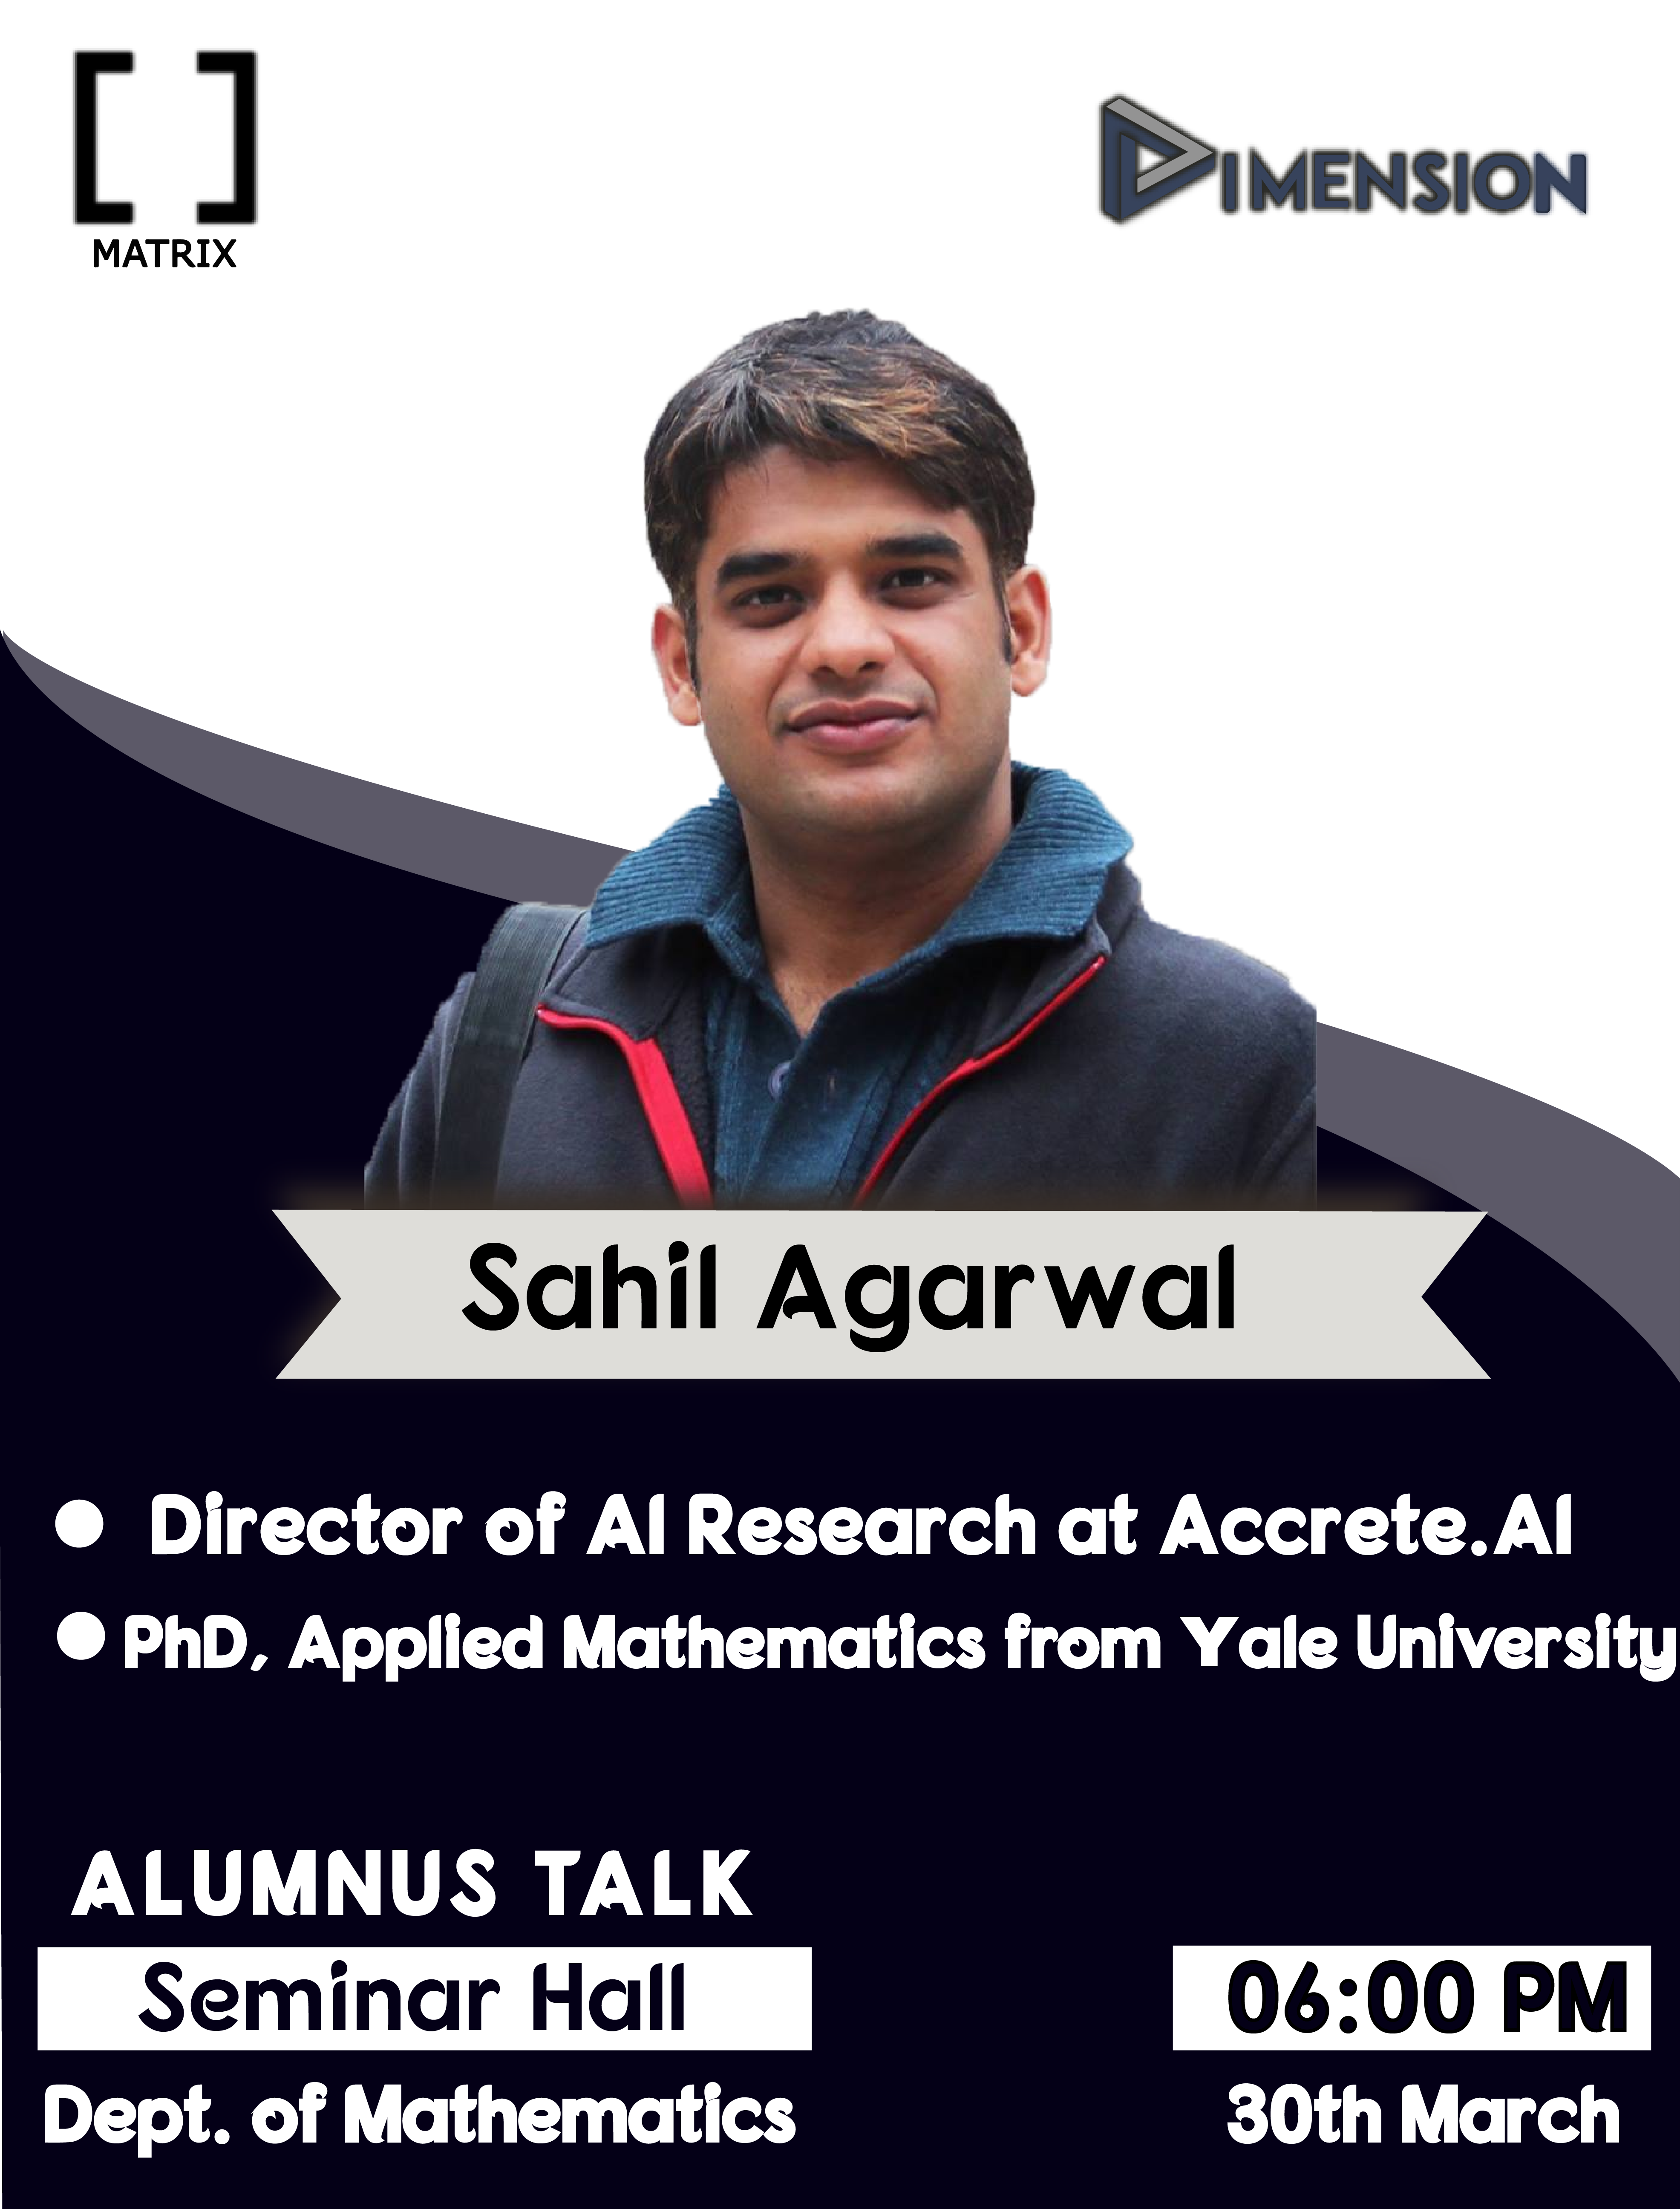 MATRIX
DIMENSION
Sahil Agarwal
Director of AI Research at Accrete.AI
PhD, Applied Mathematics from Yale University
ALUMNUS TALK
Seminar Hall
06:00 PM
Dept. of Mathematics
30th March